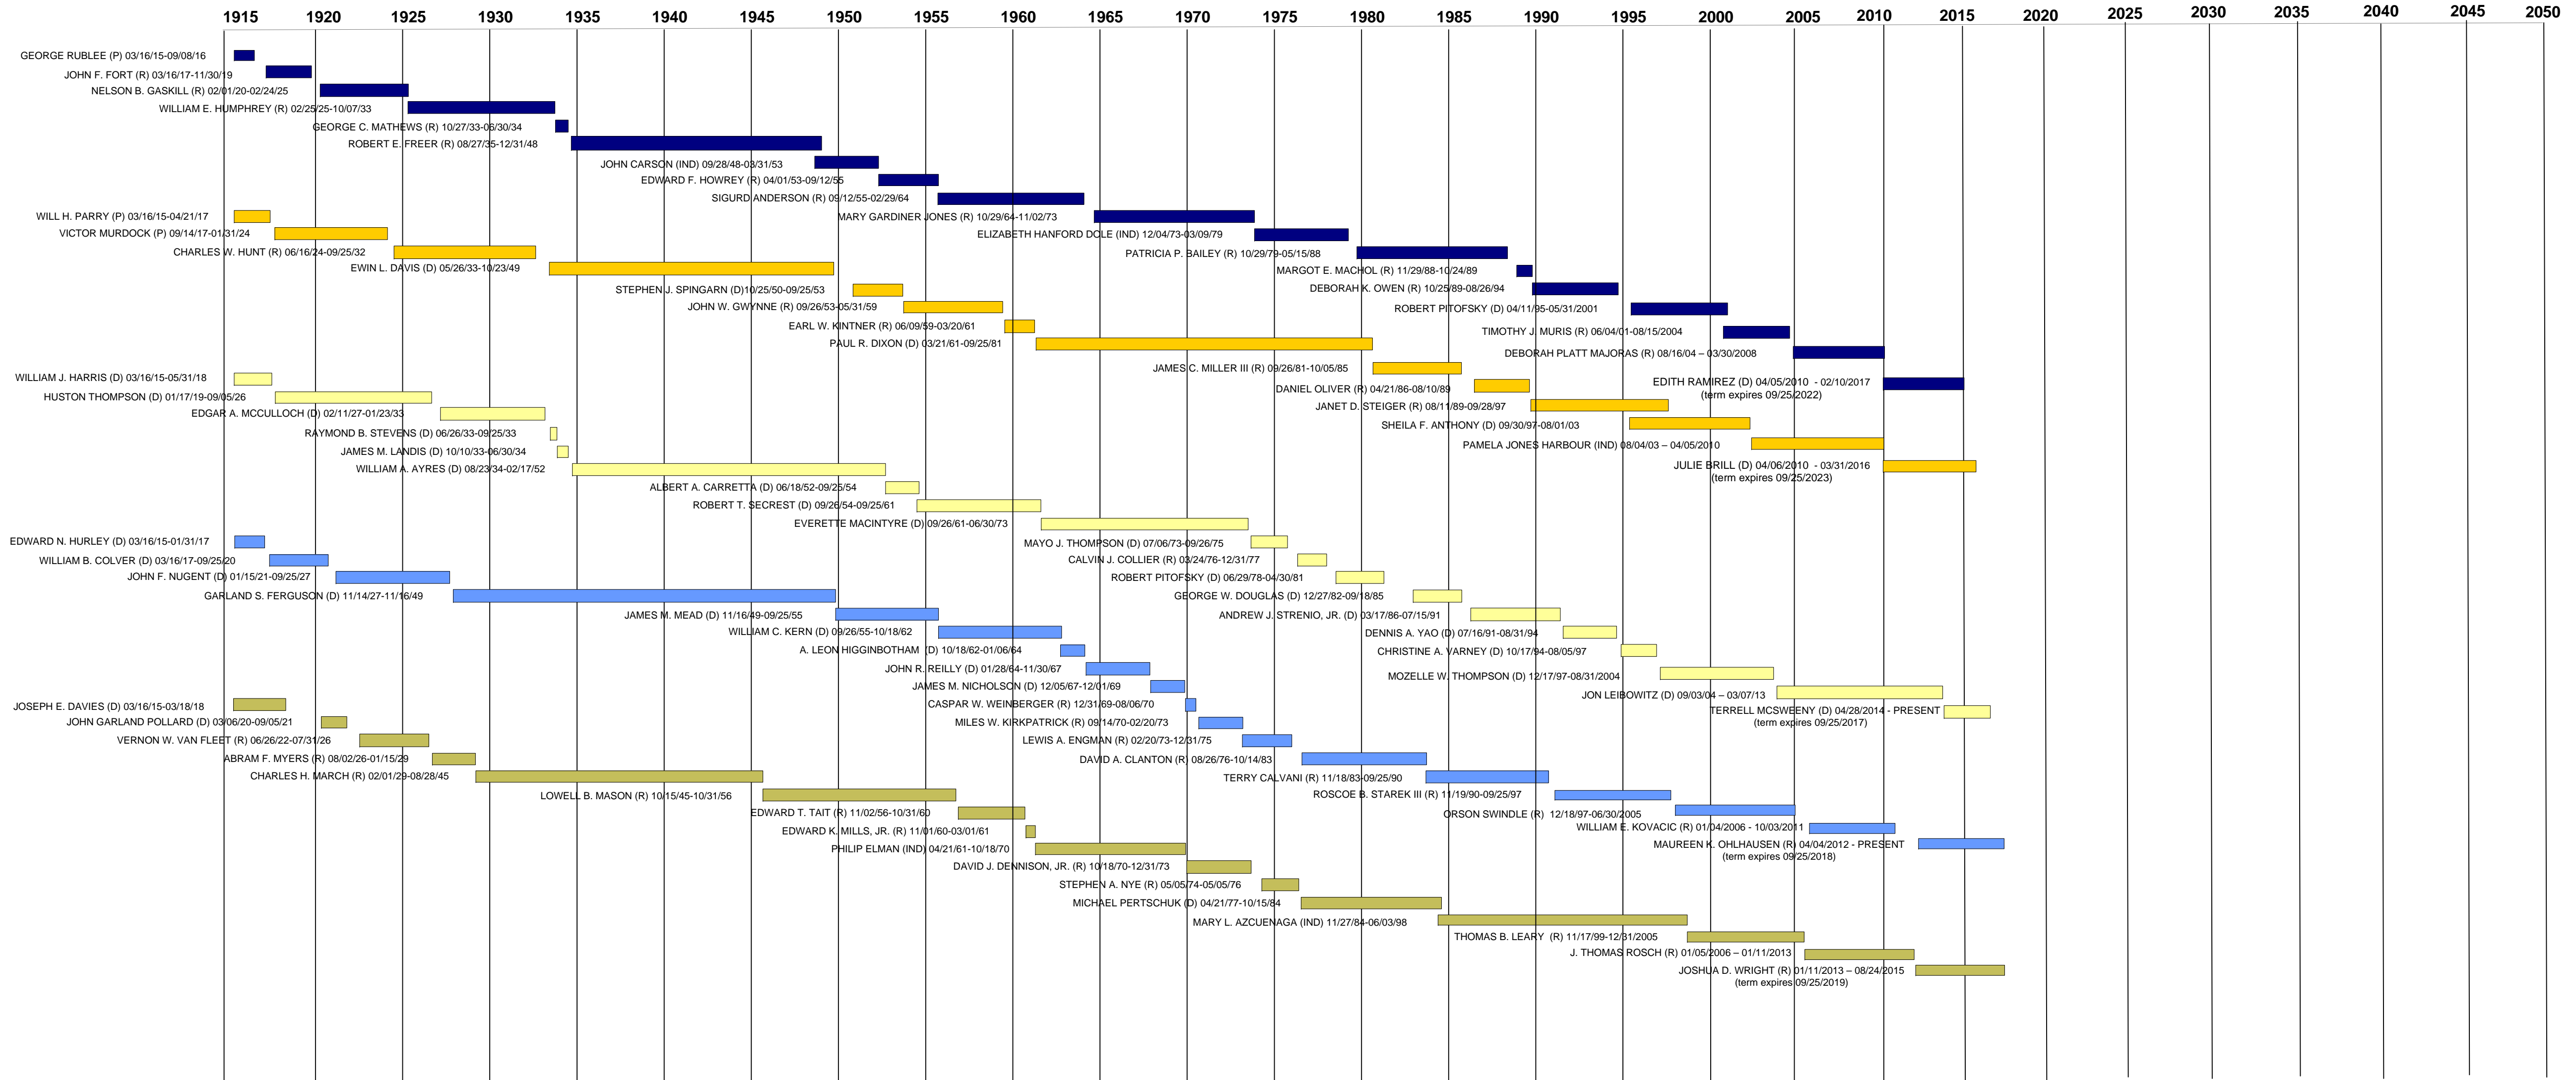 1915 1920 1925 1930 1935 1940 1945 1950 1955 1960 1965 1970 1975 1980 1985 1990 1995 2000 2005 2010 2015 2020 2025 2030 2035 2040 2045 2050
GEORGE RUBLEE (P) 03/16/15-09/08/16
JOHN F. FORT (R) 03/16/17-11/30/19
NELSON B. GASKILL (R) 02/01/20-02/24/25
WILLIAM E. HUMPHREY (R) 02/25/25-10/07/33
GEORGE C. MATHEWS (R) 10/27/33-06/30/34
ROBERT E. FREER (R) 08/27/35-12/31/48
JOHN CARSON (IND) 09/28/48-03/31/53
EDWARD F. HOWREY (R) 04/01/53-09/12/55
SIGURD ANDERSON (R) 09/12/55-02/29/64
MARY GARDINER JONES (R) 10/29/64-11/02/73
ELIZABETH HANFORD DOLE (IND) 12/04/73-03/09/79
PATRICIA P. BAILEY (R) 10/29/79-05/15/88
MARGOT E. MACHOL (R) 11/29/88-10/24/89
DEBORAH K. OWEN (R) 10/25/89-08/26/94
ROBERT PITOFSKY (D) 04/11/95-05/31/2001
TIMOTHY J. MURIS (R) 06/04/01-08/15/2004
DEBORAH PLATT MAJORAS (R) 08/16/04 – 03/30/2008
EDITH RAMIREZ (D) 04/05/2010 - 02/10/2017
(term expires 09/25/2022)
WILL H. PARRY (P) 03/16/15-04/21/17
VICTOR MURDOCK (P) 09/14/17-01/31/24
CHARLES W. HUNT (R) 06/16/24-09/25/32
EWIN L. DAVIS (D) 05/26/33-10/23/49
STEPHEN J. SPINGARN (D)10/25/50-09/25/53
JOHN W. GWYNNE (R) 09/26/53-05/31/59
EARL W. KINTNER (R) 06/09/59-03/20/61
PAUL R. DIXON (D) 03/21/61-09/25/81
JAMES C. MILLER III (R) 09/26/81-10/05/85
DANIEL OLIVER (R) 04/21/86-08/10/89
JANET D. STEIGER (R) 08/11/89-09/28/97
SHEILA F. ANTHONY (D) 09/30/97-08/01/03
PAMELA JONES HARBOUR (IND) 08/04/03 – 04/05/2010
JULIE BRILL (D) 04/06/2010 - 03/31/2016
(term expires 09/25/2023)
WILLIAM J. HARRIS (D) 03/16/15-05/31/18
HUSTON THOMPSON (D) 01/17/19-09/05/26
EDGAR A. MCCULLOCH (D) 02/11/27-01/23/33
RAYMOND B. STEVENS (D) 06/26/33-09/25/33
JAMES M. LANDIS (D) 10/10/33-06/30/34
WILLIAM A. AYRES (D) 08/23/34-02/17/52
ALBERT A. CARRETTA (D) 06/18/52-09/25/54
ROBERT T. SECREST (D) 09/26/54-09/25/61
EVERETTE MACINTYRE (D) 09/26/61-06/30/73
MAYO J. THOMPSON (D) 07/06/73-09/26/75
CALVIN J. COLLIER (R) 03/24/76-12/31/77
ROBERT PITOFSKY (D) 06/29/78-04/30/81
GEORGE W. DOUGLAS (D) 12/27/82-09/18/85
ANDREW J. STRENIO, JR. (D) 03/17/86-07/15/91
DENNIS A. YAO (D) 07/16/91-08/31/94
CHRISTINE A. VARNEY (D) 10/17/94-08/05/97
MOZELLE W. THOMPSON (D) 12/17/97-08/31/2004
JON LEIBOWITZ (D) 09/03/04 – 03/07/13
TERRELL MCSWEENY (D) 04/28/2014 - PRESENT
(term expires 09/25/2017)
EDWARD N. HURLEY (D) 03/16/15-01/31/17
WILLIAM B. COLVER (D) 03/16/17-09/25/20
JOHN F. NUGENT (D) 01/15/21-09/25/27
GARLAND S. FERGUSON (D) 11/14/27-11/16/49
JAMES M. MEAD (D) 11/16/49-09/25/55
WILLIAM C. KERN (D) 09/26/55-10/18/62
A. LEON HIGGINBOTHAM (D) 10/18/62-01/06/64
JOHN R. REILLY (D) 01/28/64-11/30/67
JAMES M. NICHOLSON (D) 12/05/67-12/01/69
CASPAR W. WEINBERGER (R) 12/31/69-08/06/70
MILES W. KIRKPATRICK (R) 09/14/70-02/20/73
LEWIS A. ENGMAN (R) 02/20/73-12/31/75
DAVID A. CLANTON (R) 08/26/76-10/14/83
TERRY CALVANI (R) 11/18/83-09/25/90
ROSCOE B. STAREK III (R) 11/19/90-09/25/97
ORSON SWINDLE (R) 12/18/97-06/30/2005
WILLIAM E. KOVACIC (R) 01/04/2006 - 10/03/2011
MAUREEN K. OHLHAUSEN (R) 04/04/2012 - PRESENT
(term expires 09/25/2018)
JOSEPH E. DAVIES (D) 03/16/15-03/18/18
JOHN GARLAND POLLARD (D) 03/06/20-09/05/21
VERNON W. VAN FLEET (R) 06/26/22-07/31/26
ABRAM F. MYERS (R) 08/02/26-01/15/29
CHARLES H. MARCH (R) 02/01/29-08/28/45
LOWELL B. MASON (R) 10/15/45-10/31/56
EDWARD T. TAIT (R) 11/02/56-10/31/60
EDWARD K. MILLS, JR. (R) 11/01/60-03/01/61
PHILIP ELMAN (IND) 04/21/61-10/18/70
DAVID J. DENNISON, JR. (R) 10/18/70-12/31/73
STEPHEN A. NYE (R) 05/05/74-05/05/76
MICHAEL PERTSCHUK (D) 04/21/77-10/15/84
MARY L. AZCUENAGA (IND) 11/27/84-06/03/98
THOMAS B. LEARY (R) 11/17/99-12/31/2005
J. THOMAS ROSCH (R) 01/05/2006 – 01/11/2013
JOSHUA D. WRIGHT (R) 01/11/2013 – 08/24/2015
(term expires 09/25/2019)